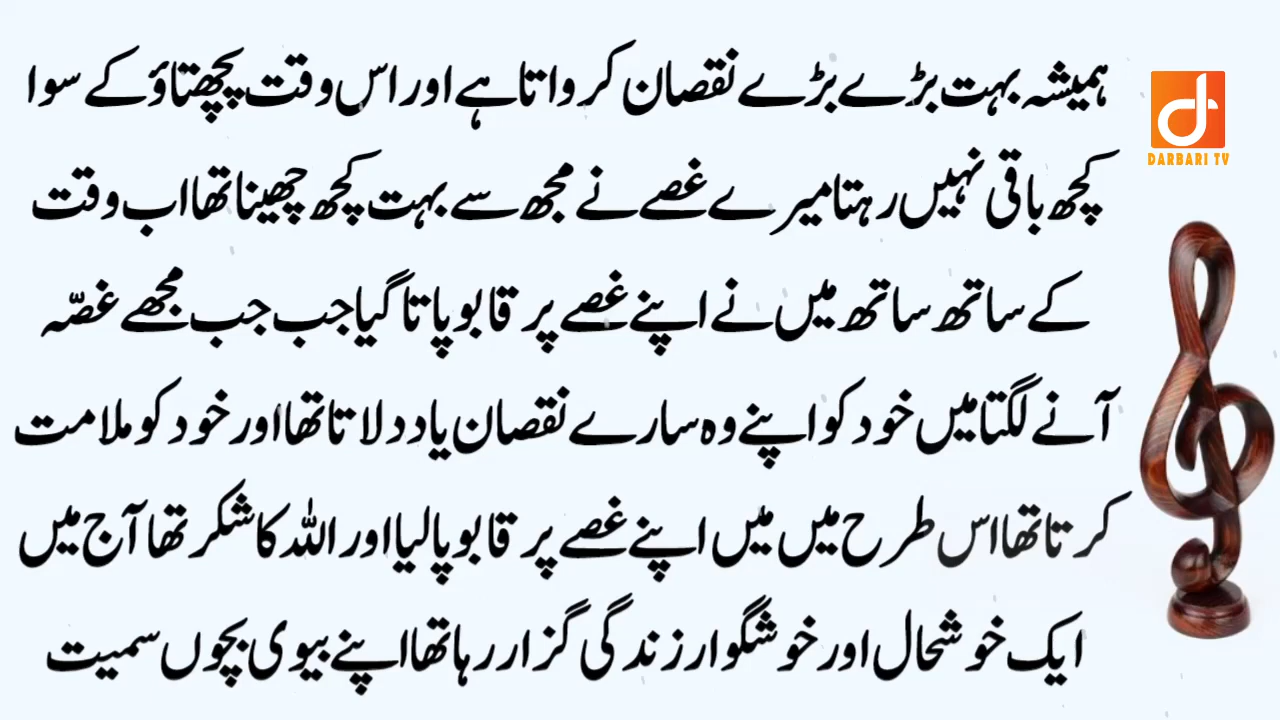 ہمیشہ بہت بڑے بڑے نقصان کرواتا ہے اور اس وقت پچھتاؤ کے سوا
کچھ باقی نہیں رہتا میرے غصے نے مجھ سے بہت کچھ چھینا تھا اب وقت
کے ساتھ ساتھ میں نے اپنے غصے پر قابو پاتا گیا جب جب مجھے غصّہ
آنے لگتا میں خود کو اپنے وہ سارے نقصان یاد دلاتا تھا اور خود کو ملامت
کرتا تھا اس طرح میں میں اپنے غصے پر قابو پا لیا اور اللہ کا شکر تھا آج میں
ایک خوشحال اور خوشگوار زندگی گزار رہا تھا اپنے بیوی بچوں سمیت
DARBARI TV